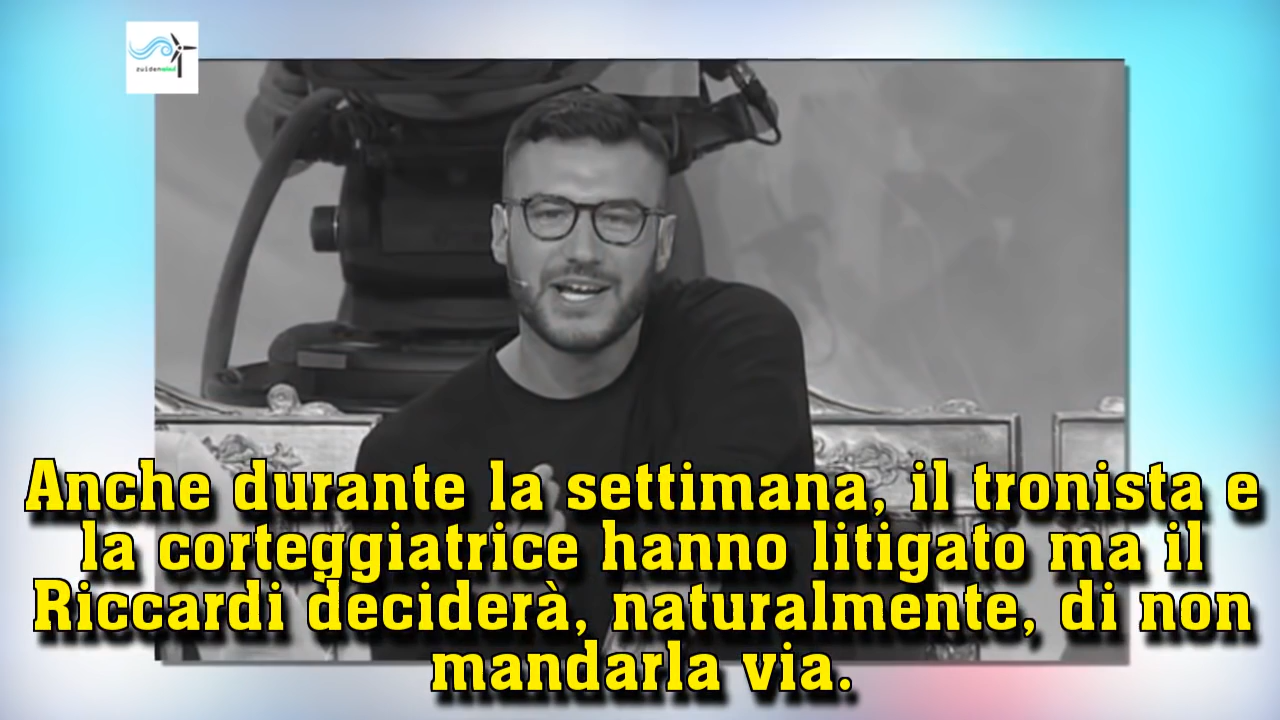 zuidenwind
Anche durante la settimana, il tronista e
la corteggiatrice hanno litigato ma il
Riccardi deciderà, naturalmente, di non
mandarla via.